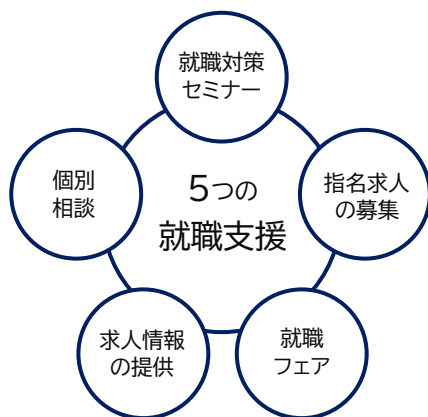 就職対策
セミナー
個別
相談
5つの
就職支援
指名求人
の募集
求人情報
の提供
就職
フェア